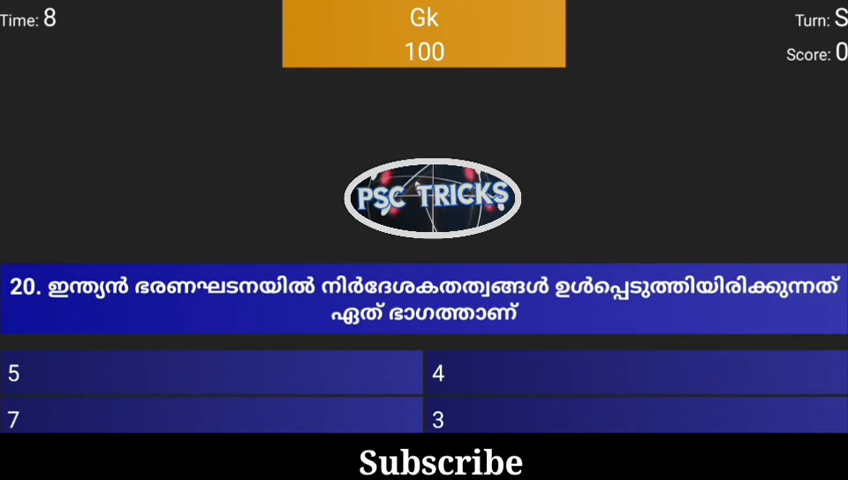 Time: 8
Gk
100
Turn: S
Score: 0
PSC TRICKS
20. ഇന്ത്യൻ ഭരണഘടനയിൽ നിർദേശകതത്വങ്ങൾ ഉൾപ്പെടുത്തിയിരിക്കുന്നത്
ഏത് ഭാഗത്താണ്
5
4
7
3
Subscribe